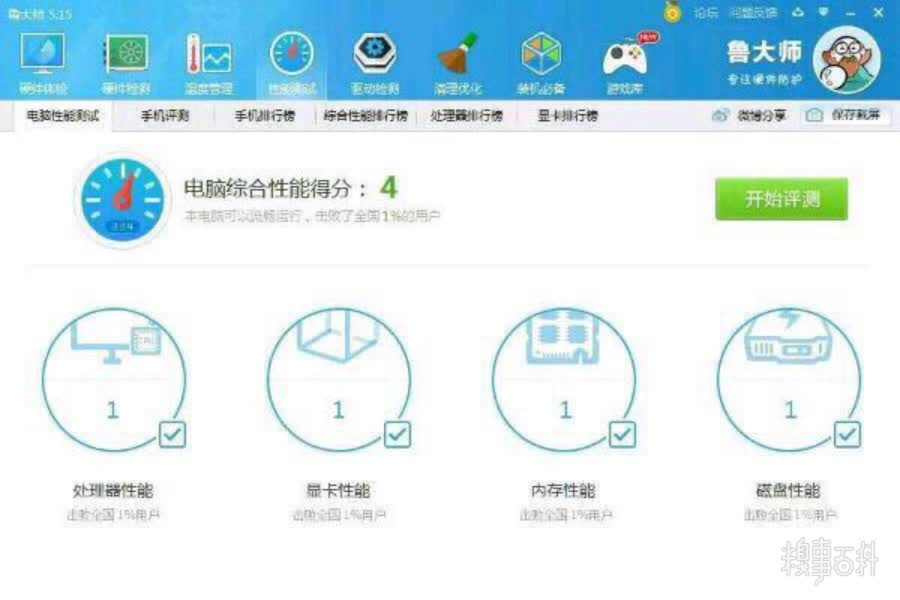 鲁大师 5.15
论坛 问题反馈
硬件体检 硬件检测 温度管理 性能测试 驱动检测 清理优化 装机必备 游戏库
NEW
鲁大师
专注硬件防护
电脑性能测试 手机评测 手机排行榜 综合性能排行榜 处理器排行榜 显卡排行榜 微博分享 保存截屏
电脑综合性能得分： 4
本电脑可以流畅运行，击败了全国1%的用户
开始评测
CPU
1 1 1 1
处理器性能 显卡性能 内存性能 磁盘性能
击败全国1%用户 击败全国1%用户 击败全国1%用户 击败全国1%用户
糗事百科